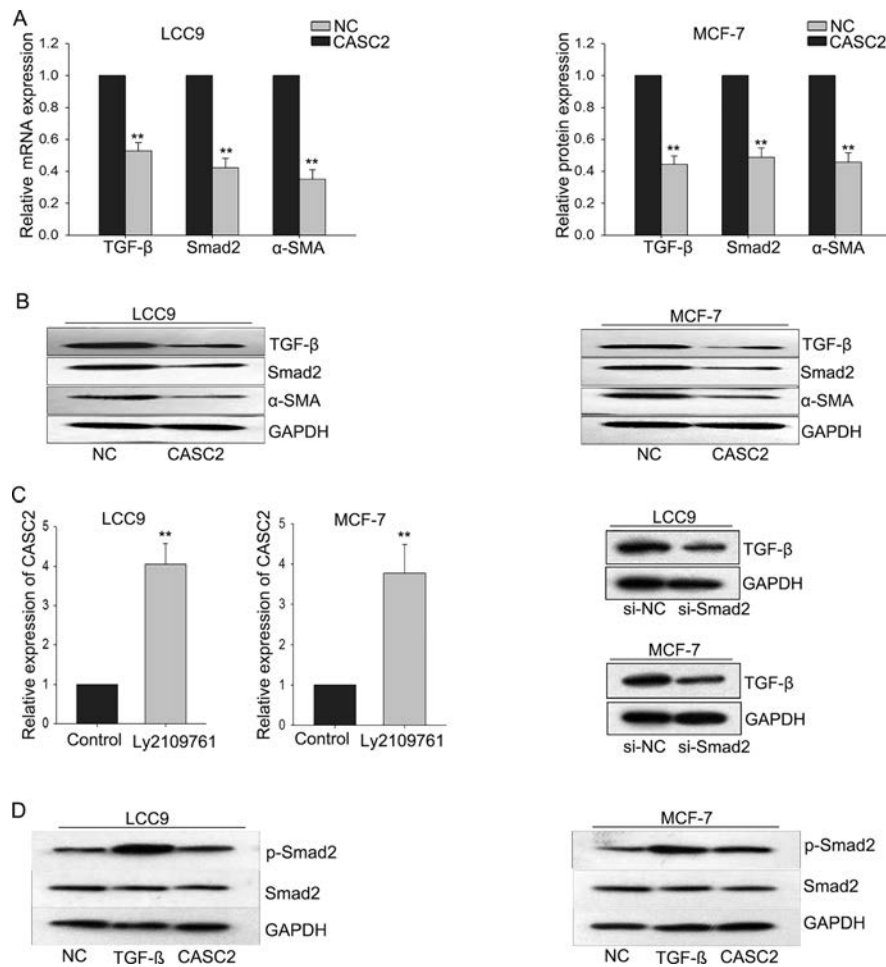 A
LCC9
NC
CASC2
Relative mRNA expression
1.2
1.0
0.8
0.6
0.4
0.2
0.0
**
**
**
TGF-β Smad2 α-SMA
MCF-7
NC
CASC2
Relative protein expression
1.2
1.0
0.8
0.6
0.4
0.2
0.0
**
**
**
TGF-β Smad2 α-SMA
B
LCC9
TGF-β
Smad2
α-SMA
GAPDH
NC CASC2
MCF-7
TGF-β
Smad2
α-SMA
GAPDH
NC CASC2
C
LCC9
Relative expression of CASC2
5
4
3
2
1
0
**
Control Ly2109761
MCF-7
Relative expression of CASC2
5
4
3
2
1
0
**
Control Ly2109761
LCC9
TGF-β
GAPDH
si-NC si-Smad2
MCF-7
TGF-β
GAPDH
si-NC si-Smad2
D
LCC9
p-Smad2
Smad2
GAPDH
NC TGF-ß CASC2
MCF-7
p-Smad2
Smad2
GAPDH
NC TGF-ß CASC2